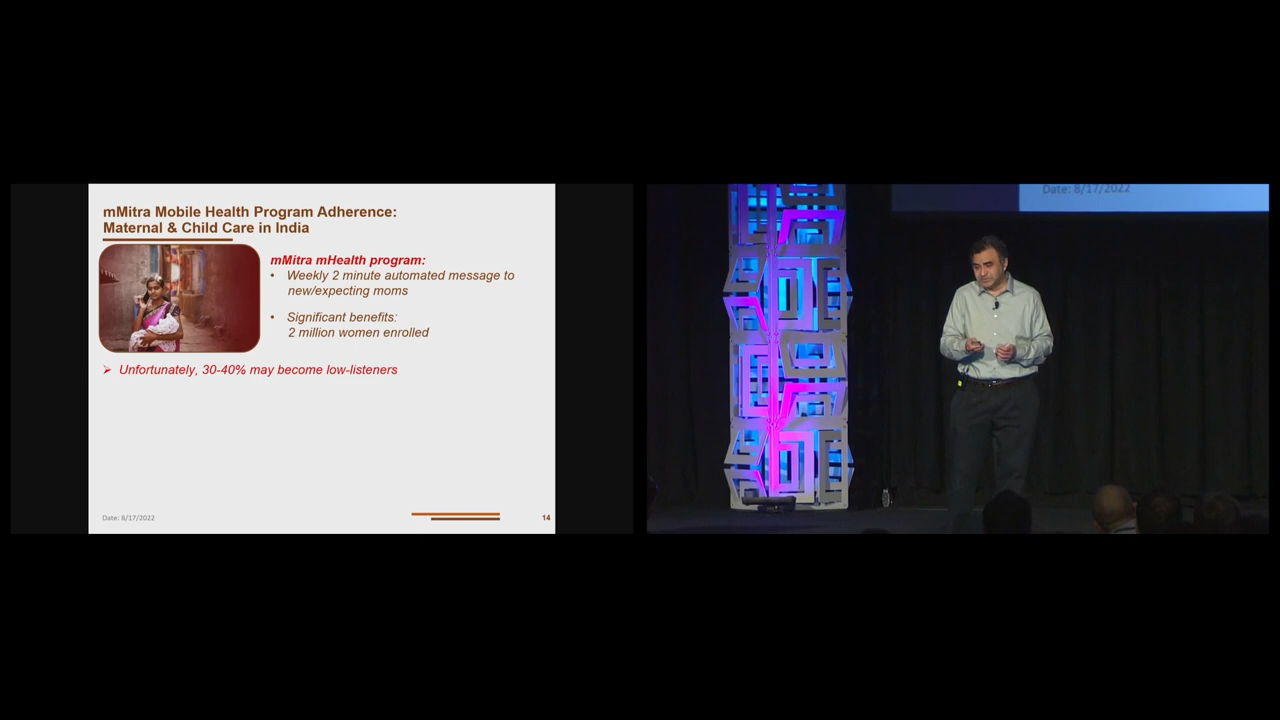 mMitra Mobile Health Program Adherence:
Maternal & Child Care in India
mMitra mHealth program:
• Weekly 2 minute automated message to
new/expecting moms
• Significant benefits:
2 million women enrolled
➢ Unfortunately, 30-40% may become low-listeners
Date: 8/17/2022
14
Date: 8/17/2022